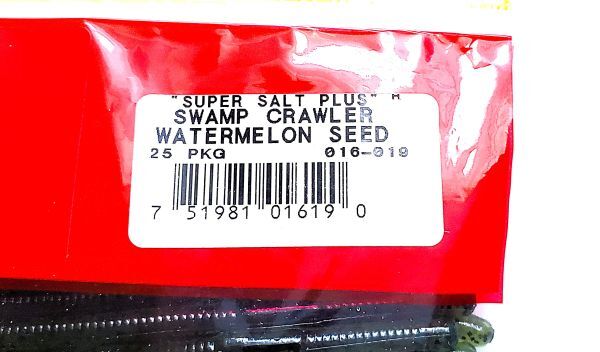 "SUPER SALT PLUS" M
SWAMP CRAWLER
WATERMELON SEED
25 PKG 016-019
7 51981 01619 0